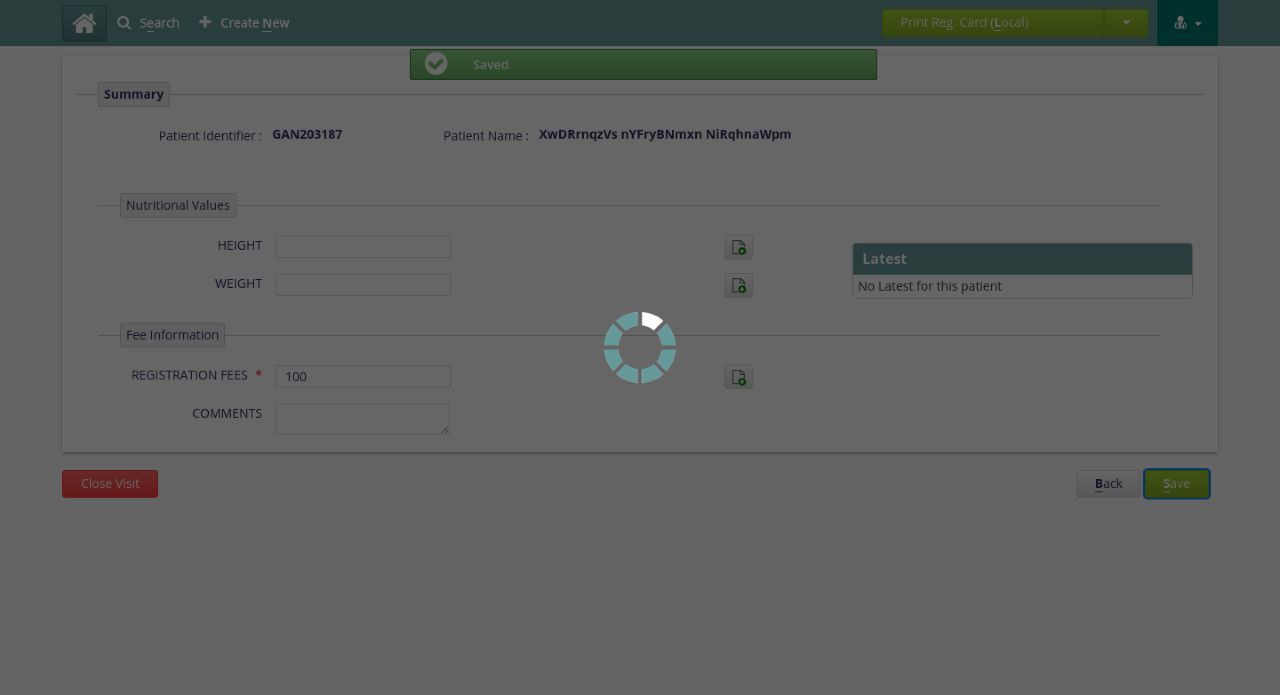 Search Create New Print Reg. Card (Local)
Saved
Summary
Patient Identifier : GAN203187 Patient Name : XwDRrnqzVs nYFryBNmxn NiRqhnaWpm
Nutritional Values
HEIGHT
Latest
WEIGHT
No Latest for this patient
Fee Information
REGISTRATION FEES * 100
COMMENTS
Close Visit Back Save